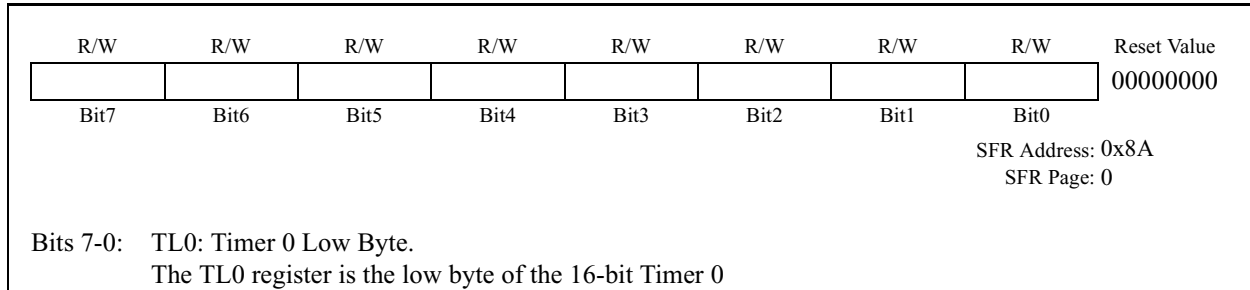 R/W R/W R/W R/W R/W R/W R/W R/W Reset Value
00000000
Bit7 Bit6 Bit5 Bit4 Bit3 Bit2 Bit1 Bit0
SFR Address: 0x8A
SFR Page: 0
Bits 7-0: TL0: Timer 0 Low Byte.
The TL0 register is the low byte of the 16-bit Timer 0